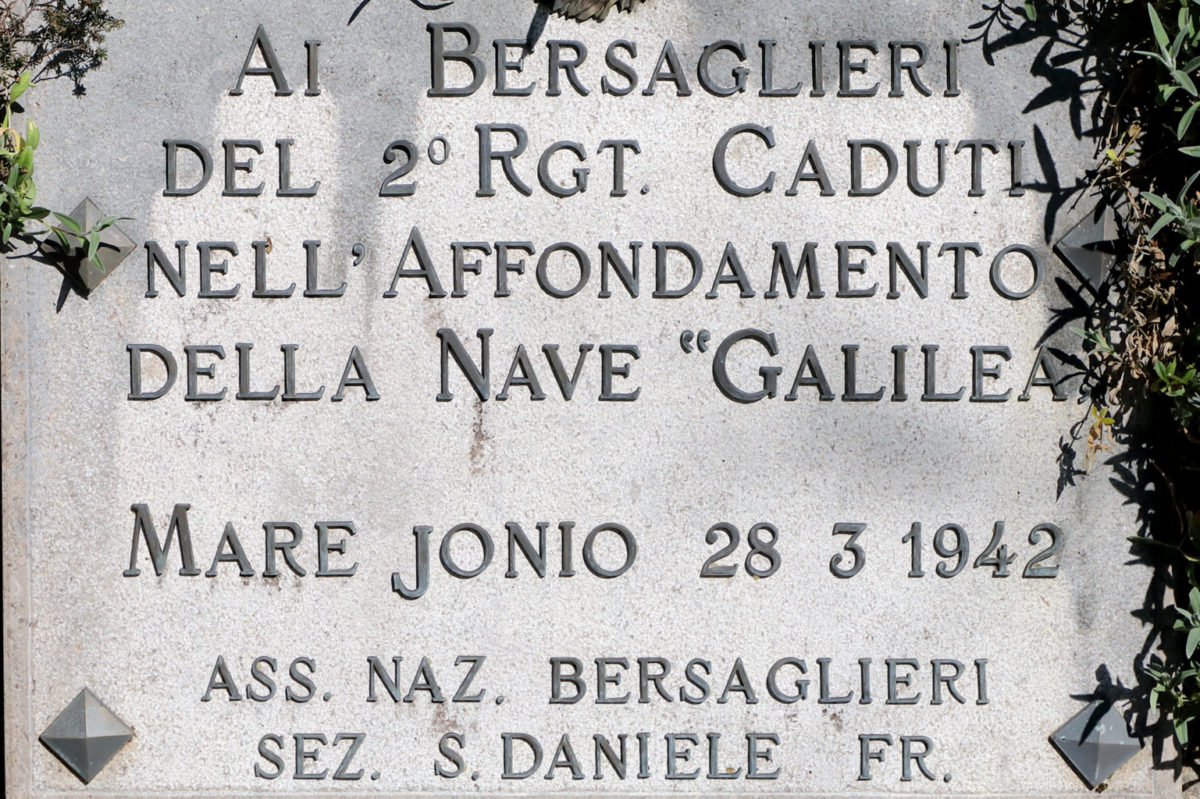 AI BERSAGLIERI
DEL 2º RGT. CADUTI
NELL'AFFONDAMENTO
DELLA NAVE “GALILEA
MARE JONIO 28 3 1942
ASS. NAZ. BERSAGLIERI
SEZ. S. DANIELE FR.